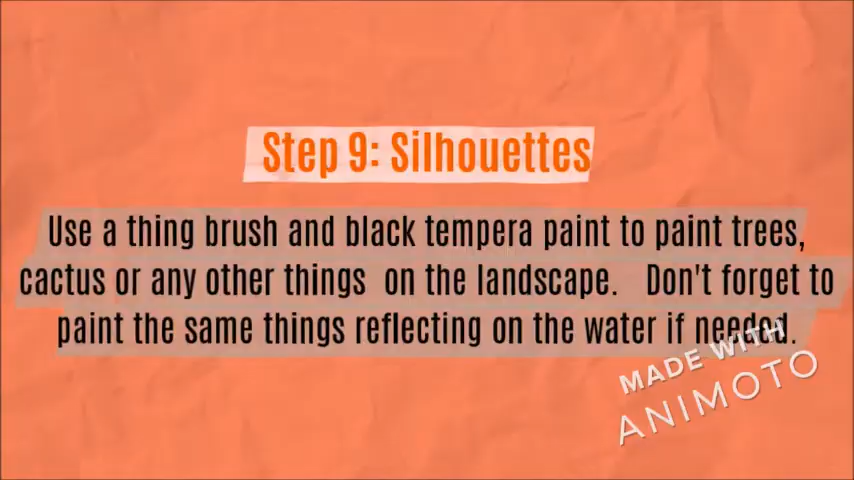 Step 9: Silhouettes
Use a thing brush and black tempera paint to paint trees,
cactus or any other things on the landscape. Don't forget to
paint the same things reflecting on the water if needed.
MADE WITH
ANIMOTO